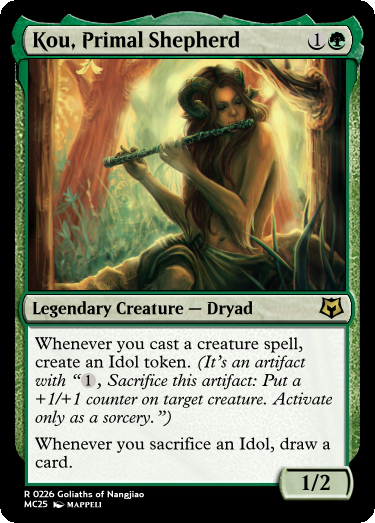 Kou, Primal Shepherd 1
Legendary Creature — Dryad
Whenever you cast a creature spell,
create an Idol token. (It's an artifact
with “1, Sacrifice this artifact: Put a
+1/+1 counter on target creature. Activate
only as a sorcery.”)
Whenever you sacrifice an Idol, draw a
card.
1/2
R 0226 Goliaths of Nangjiao
MC25 MAPPELI